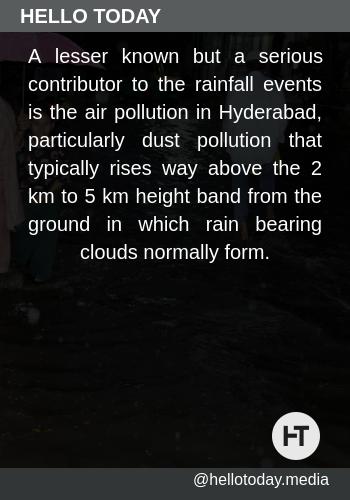 HELLO TODAY
A lesser known but a serious
contributor to the rainfall events
is the air pollution in Hyderabad,
particularly dust pollution that
typically rises way above the 2
km to 5 km height band from the
ground in which rain bearing
clouds normally form.
HT
@hellotoday.media